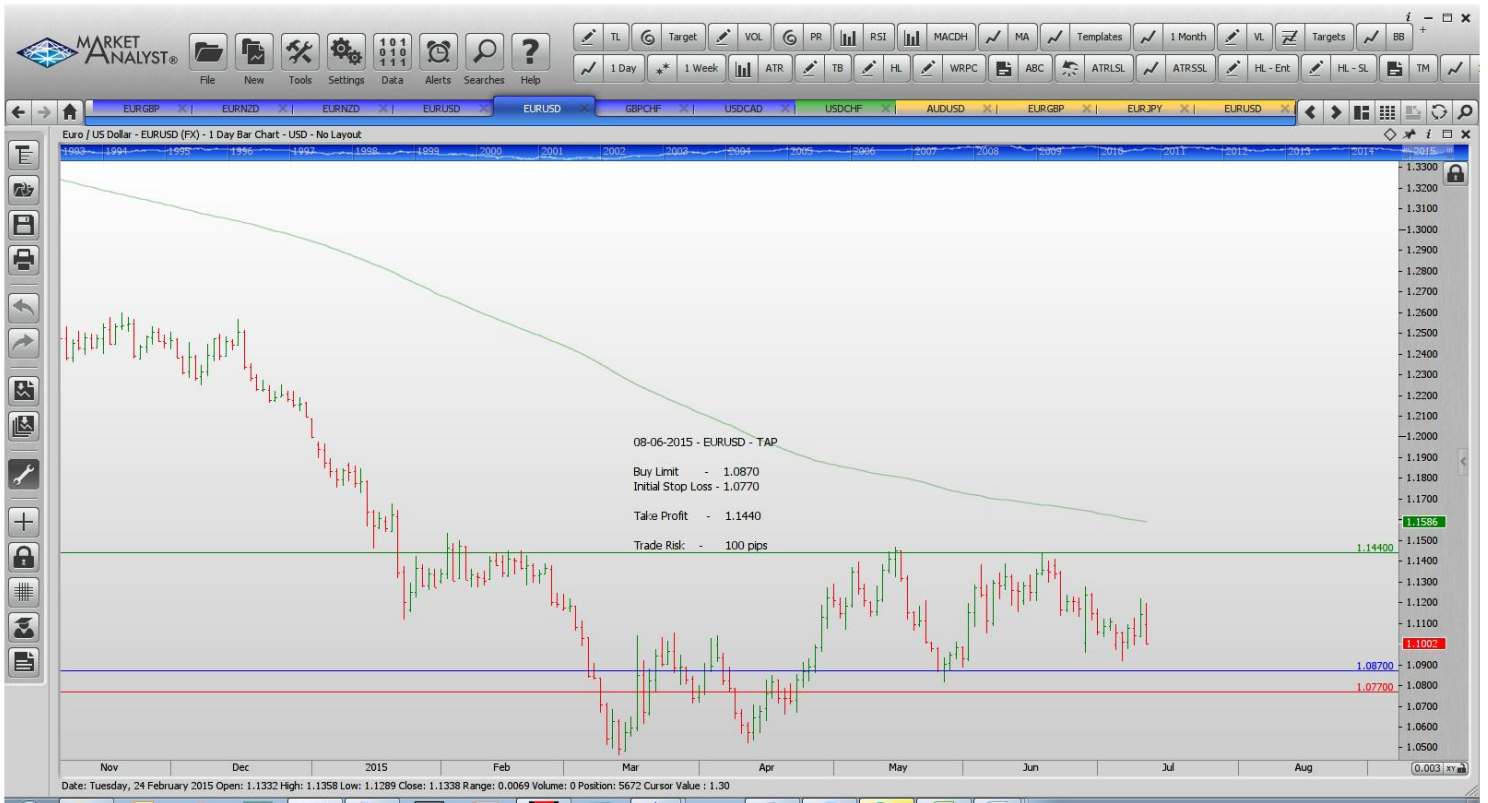 MARKET
ANALYST®
File New Tools Settings Data Alerts Searches Help
TL Target VOL PR RSI MACDH MA Templates 1 Month VL Targets BB
1 Day 1 Week ATR TB HL WRPC ABC ATRLSL ATRSSL HL - Ent HL - SL TM
EURGBP EURNZD EURNZD EURUSD EURUSD GBPCHF USDCAD USDCHF AUDUSD EURGBP EURJPY EURUSD
Euro / US Dollar - EURUSD (FX) - 1 Day Bar Chart - USD - No Layout
1993 1994 1995 1996 1997 1998 1999 2000 2001 2002 2003 2004 2005 2006 2007 2008 2009 2010 2011 2012 2013 2014 2015
1.3300
1.3200
1.3100
1.3000
1.2900
1.2800
1.2700
1.2600
1.2500
1.2400
1.2300
1.2200
1.2100
1.2000
1.1900
1.1800
1.1700
1.1586
1.1500
1.1400
1.1300
1.1200
1.1100
1.1002
1.0900
1.0800
1.0700
1.0600
1.0500
08-06-2015 - EURUSD - TAP
Buy Limit - 1.0870
Initial Stop Loss - 1.0770
Take Profit - 1.1440
Trade Risk - 100 pips
1.14400
1.08700
1.07700
Nov Dec 2015 Feb Mar Apr May Jun Jul Aug
0.003 XY
Date: Tuesday, 24 February 2015 Open: 1.1332 High: 1.1358 Low: 1.1289 Close: 1.1338 Range: 0.0069 Volume: 0 Position: 5672 Cursor Value : 1.30